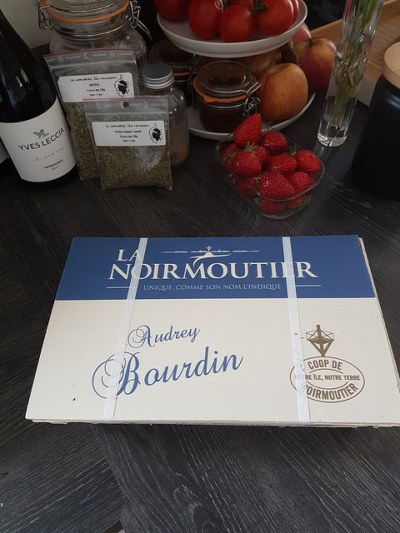 YVES LECCIA
LA
NOIRMOUTIER
UNIQUE, COMME SON NOM L'INDIQUE
Audrey
Bourdin
COOP DE
NOTRE ÎLE, NOTRE TERRE
NOIRMOUTIER